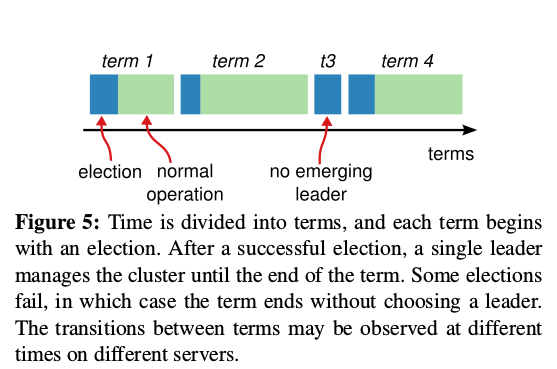 term 1 term 2 t3 term 4
terms
election normal operation no emerging leader
Figure 5: Time is divided into terms, and each term begins
with an election. After a successful election, a single leader
manages the cluster until the end of the term. Some elections
fail, in which case the term ends without choosing a leader.
The transitions between terms may be observed at different
times on different servers.